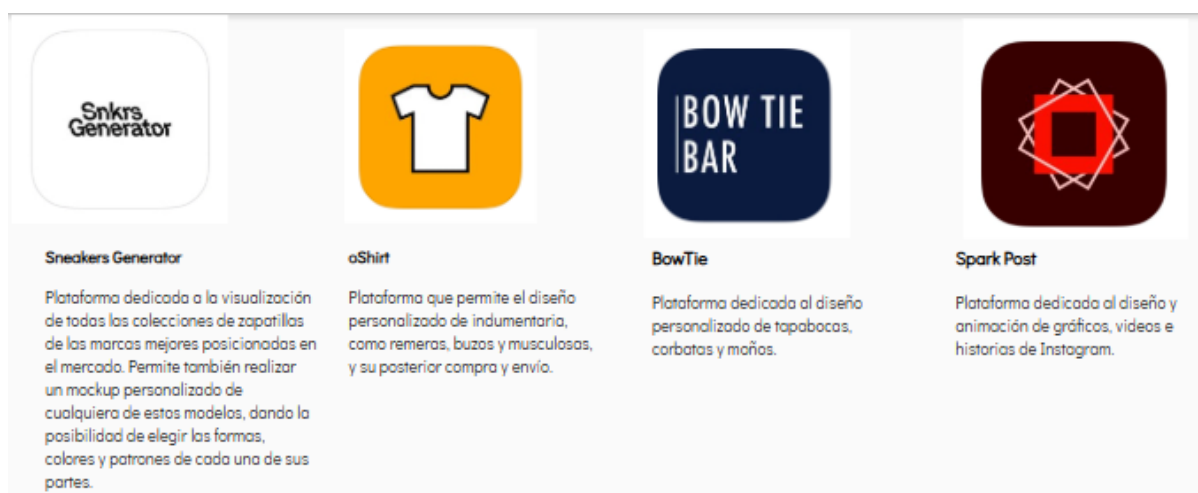 Snkrs
Generator
BOW TIE
BAR
Sneakers Generator
Plataforma dedicada a la visualización
de todas las colecciones de zapatillas
de las marcas mejores posicionadas en
el mercado. Permite también realizar
un mockup personalizado de
cualquiera de estos modelos, dando la
posibilidad de elegir las formas,
colores y patrones de cada una de sus
partes.
oShirt
Plataforma que permite el diseño
personalizado de indumentaria,
como remeras, buzos y musculosas,
y su posterior compra y envío.
BowTie
Plataforma dedicada al diseño
personalizado de tapabocas,
corbatas y moños.
Spark Post
Plataforma dedicada al diseño y
animación de gráficos, videos e
historias de Instagram.